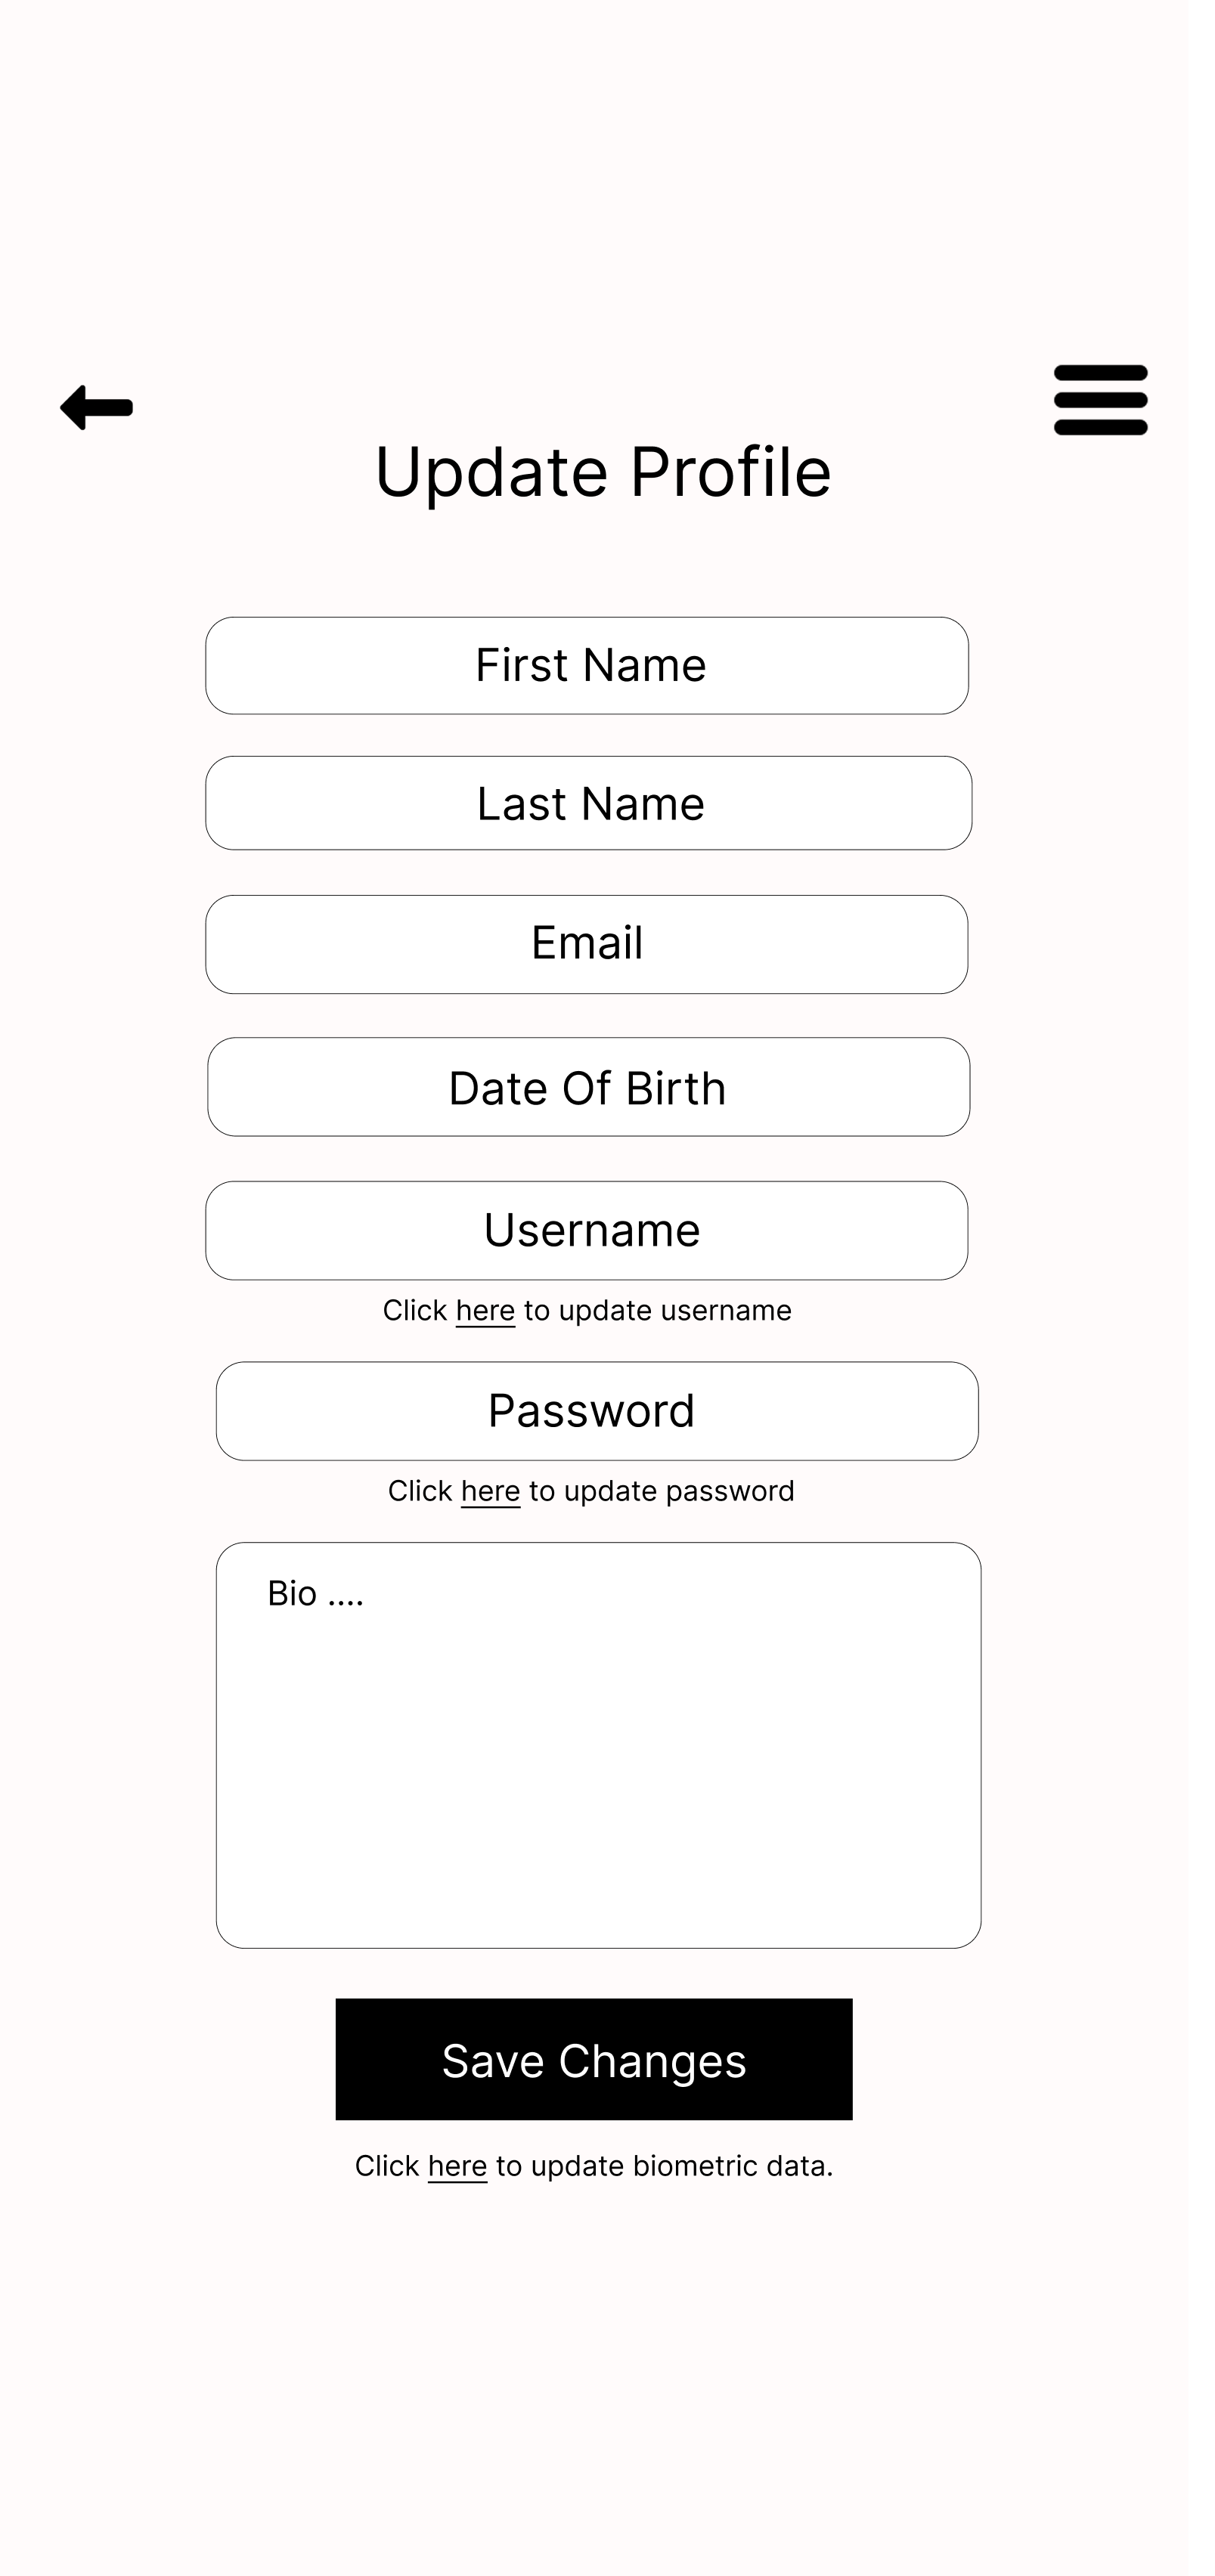 Update Profile
First Name
Last Name
Email
Date Of Birth
Username
Click here to update username
Password
Click here to update password
Bio ....
Save Changes
Click here to update biometric data.